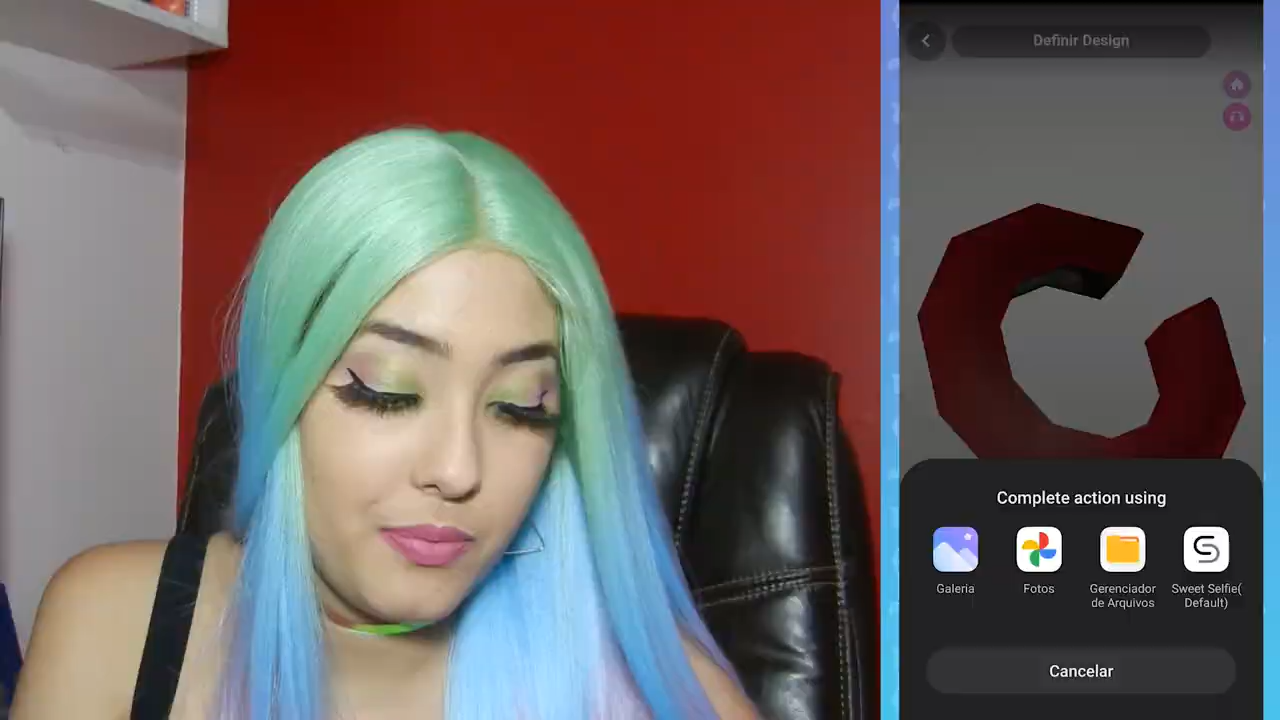 Definir Design
Complete action using
Galeria
Fotos
Gerenciador
de Arquivos
Sweet Selfie(
Default)
Cancelar